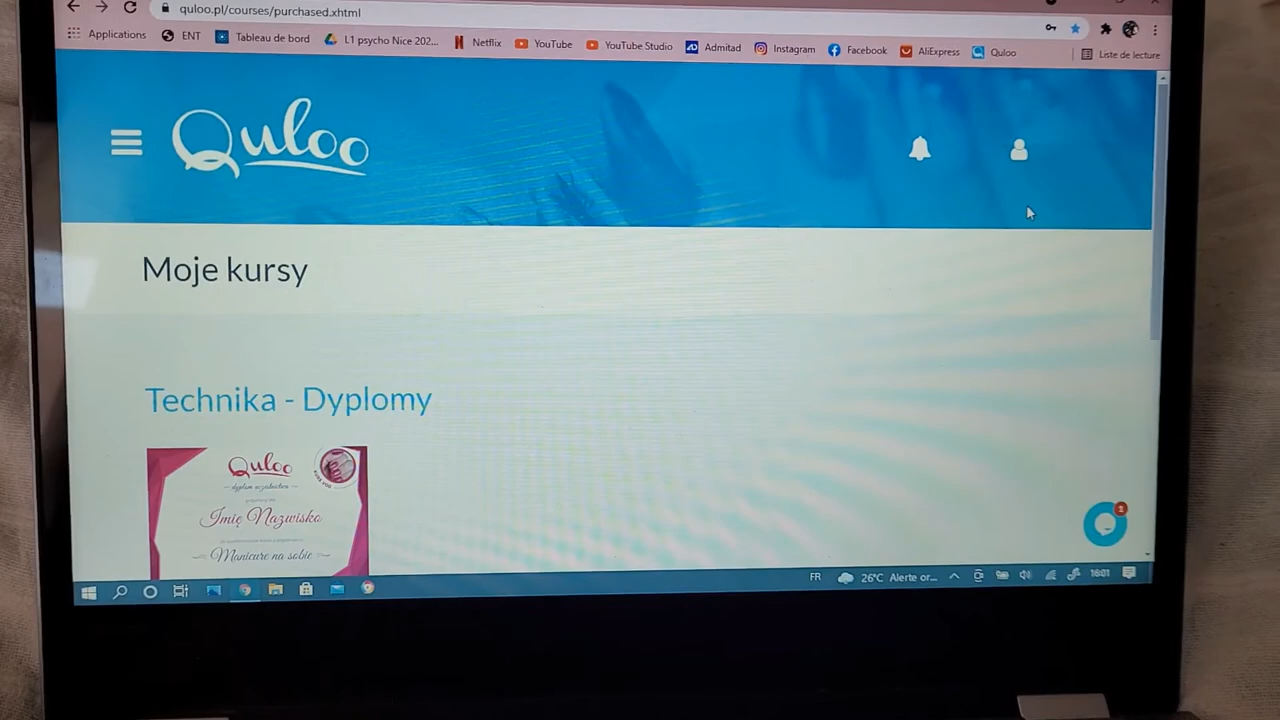 quloo.pl/courses/purchased.xhtml
Applications ENT Tableau de bord L1 psycho Nice 202... Netflix YouTube YouTube Studio Admitad Instagram Facebook AliExpress Quloo Liste de lecture
Quloo
Moje kursy
Technika - Dyplomy
Quloo
Imię Nazwisko
Manicure na sobie
FR 26°C Alerte or... 18:01